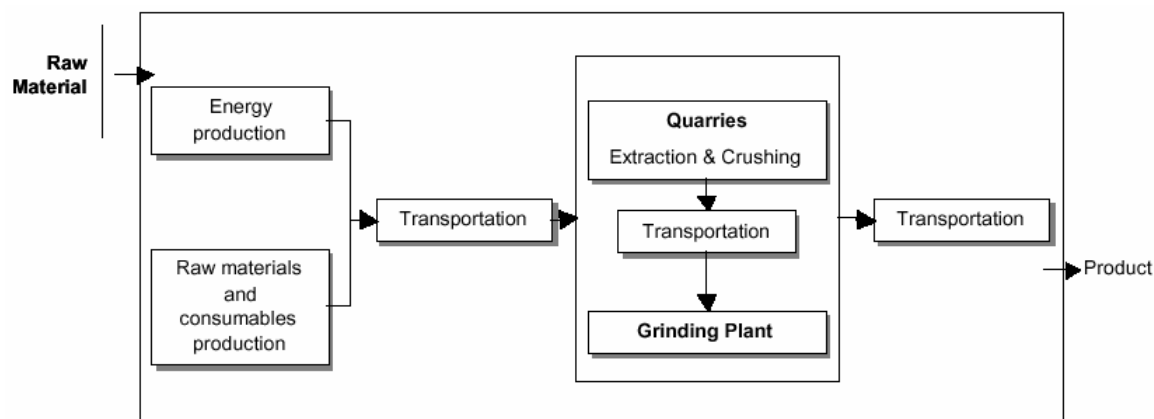 Raw
Material
Energy
production
Raw materials
and
consumables
production
Transportation
Quarries
Extraction & Crushing
Transportation
Grinding Plant
Transportation
Product